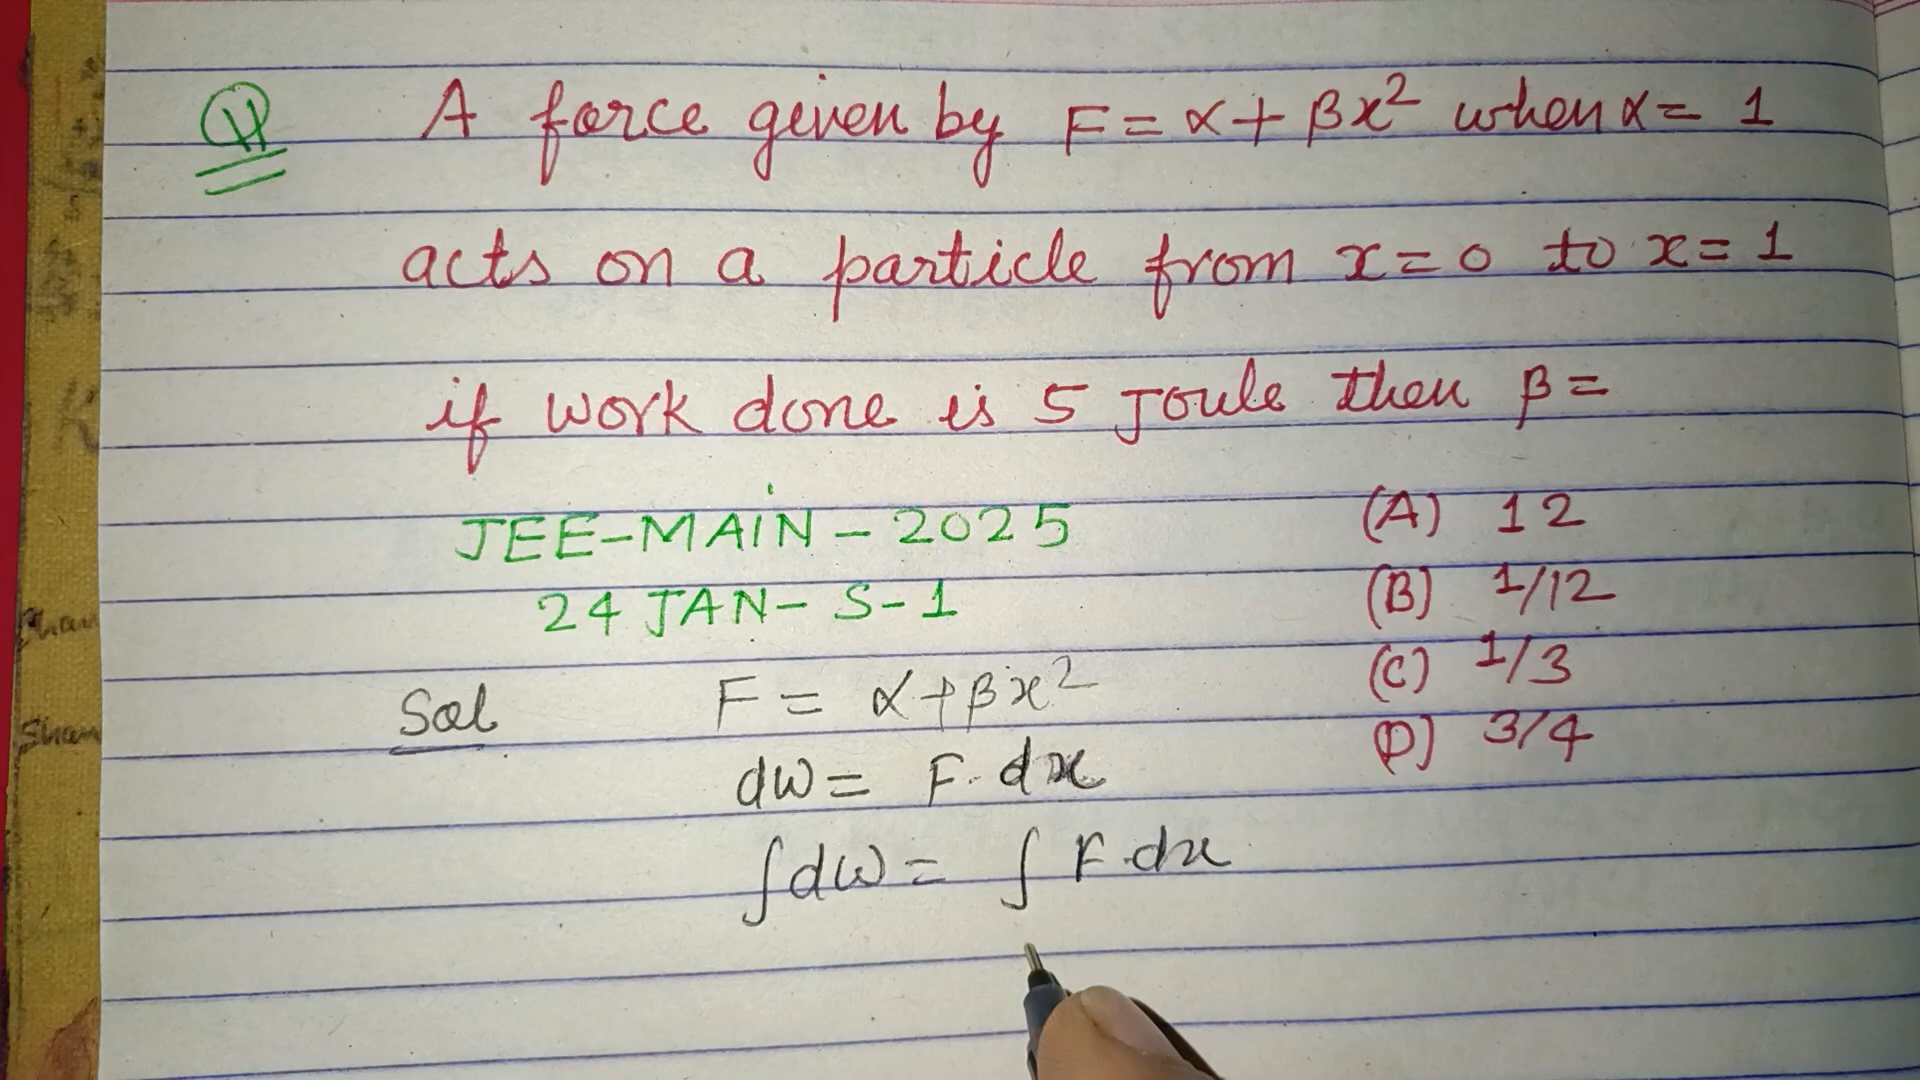 Q A force given by F = α + βx² when α = 1
acts on a particle from x = 0 to x = 1
if work done is 5 Joule then β =
JEE-MAIN-2025
24 JAN- S-1
(A) 12
(B) 1/12
(C) 1/3
(D) 3/4
Sol F = α+βx²
dw = F.dx
∫dw = ∫ F.dx
Shan
Shan